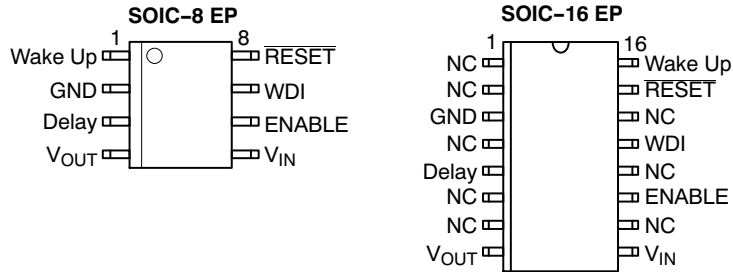 SOIC–8 EP
1 8
Wake Up RESET
GND WDI
Delay ENABLE
VOUT VIN
SOIC–16 EP
1 16
NC Wake Up
NC RESET
GND NC
NC WDI
Delay NC
NC ENABLE
NC NC
VOUT VIN